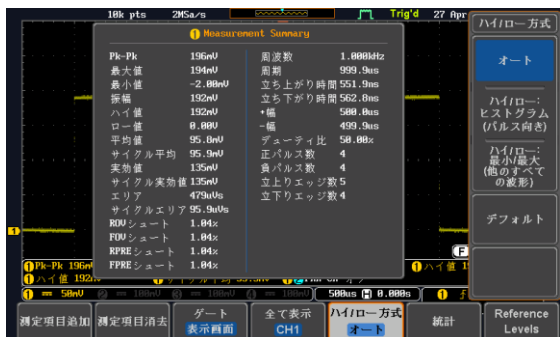 10k pts 2MSa/s Trig'd 27 Apr
ハイ/ロー 方式
1 Measurement Summary
Pk-Pk 196mV
最大値 194mV
最小値 -2.00mV
振幅 192mV
ハイ値 192mV
ロー値 0.00V
平均値 95.8mV
サイクル平均 95.9mV
実効値 135mV
サイクル実効値 135mV
エリア 479uVs
サイクルエリア 95.9uVs
ROVシュート 1.04%
FOVシュート 1.04%
RPREシュート 1.04%
FPREシュート 1.04%
周波数 1.000kHz
周期 999.9us
立ち上がり時間 551.9ns
立ち下がり時間 562.8ns
+幅 500.0us
-幅 499.9us
デューティ比 50.00%
正パルス数 4
負パルス数 4
立上りエッジ数 5
立下りエッジ数 4
オート
ハイ/ロー:
ヒストグラム
(パルス向き)
ハイ/ロー:
最小/最大
(他のすべて
の波形)
デフォルト
1
F
1 Pk-Pk 196mV
1 ハイ値 1
1 ハイ値 192m
1 == 50mV 2 == 100mV 3 == 100mV 4 == 100mV 500us H 0.000s 1
測定項目追加
測定項目消去
ゲート
表示画面
全て表示
CH1
ハイ/ロー 方式
オート
統計
Reference
Levels